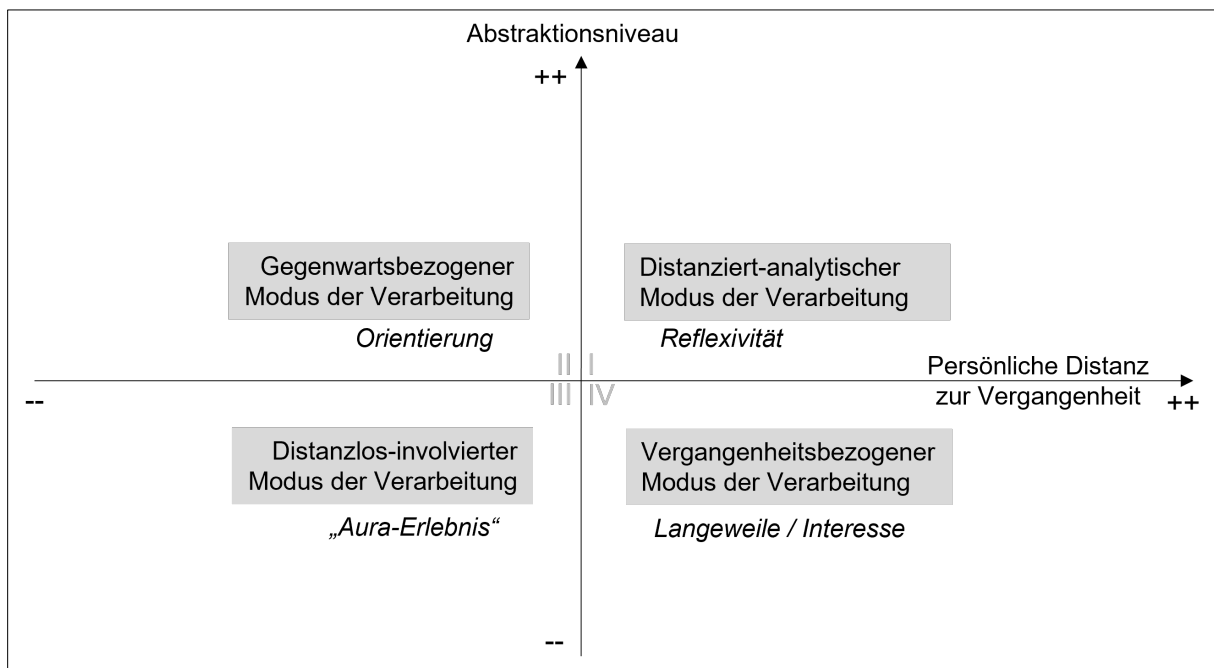 Abstraktionsniveau
++
Gegenwartsbezogener
Modus der Verarbeitung
Orientierung
Distanziert-analytischer
Modus der Verarbeitung
Reflexivität
II I
III IV
Persönliche Distanz
zur Vergangenheit
--
++
Distanzlos-involvierter
Modus der Verarbeitung
„Aura-Erlebnis“
Vergangenheitsbezogener
Modus der Verarbeitung
Langeweile / Interesse
--